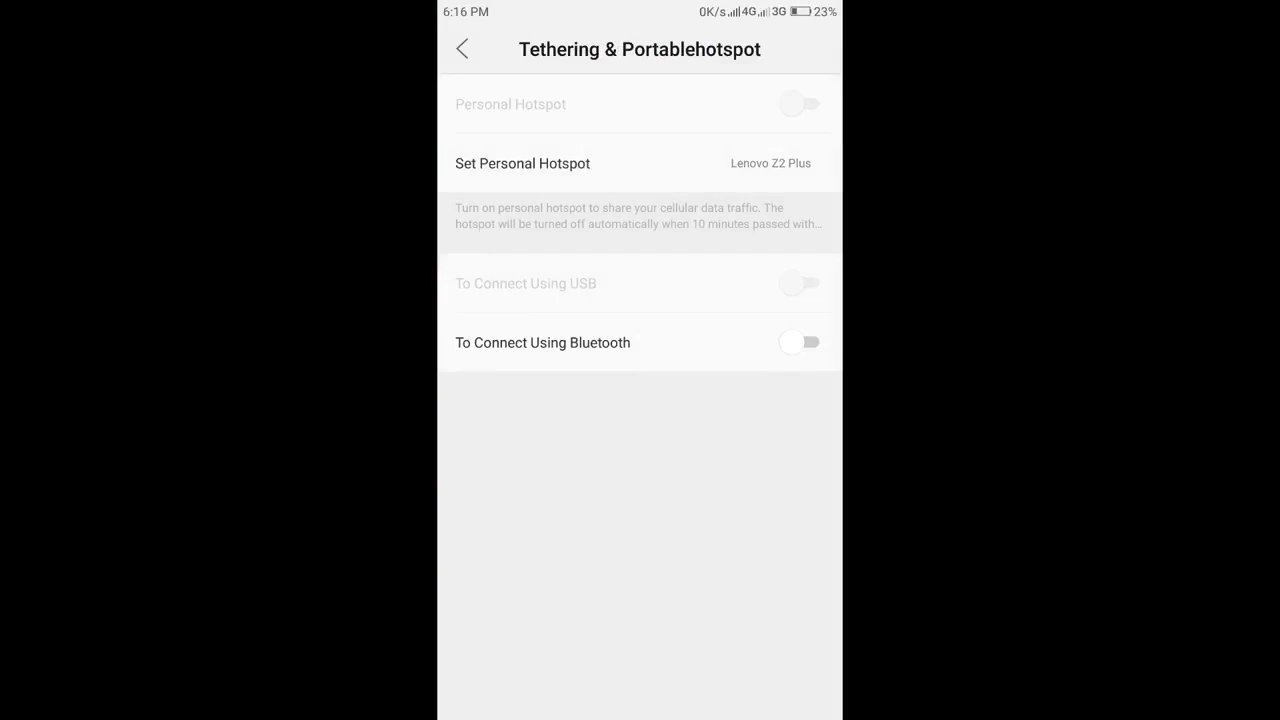 6:16 PM 0K/s 4G 3G 23%
Tethering & Portablehotspot
Personal Hotspot
Set Personal Hotspot Lenovo Z2 Plus
Turn on personal hotspot to share your cellular data traffic. The
hotspot will be turned off automatically when 10 minutes passed with…
To Connect Using USB
To Connect Using Bluetooth